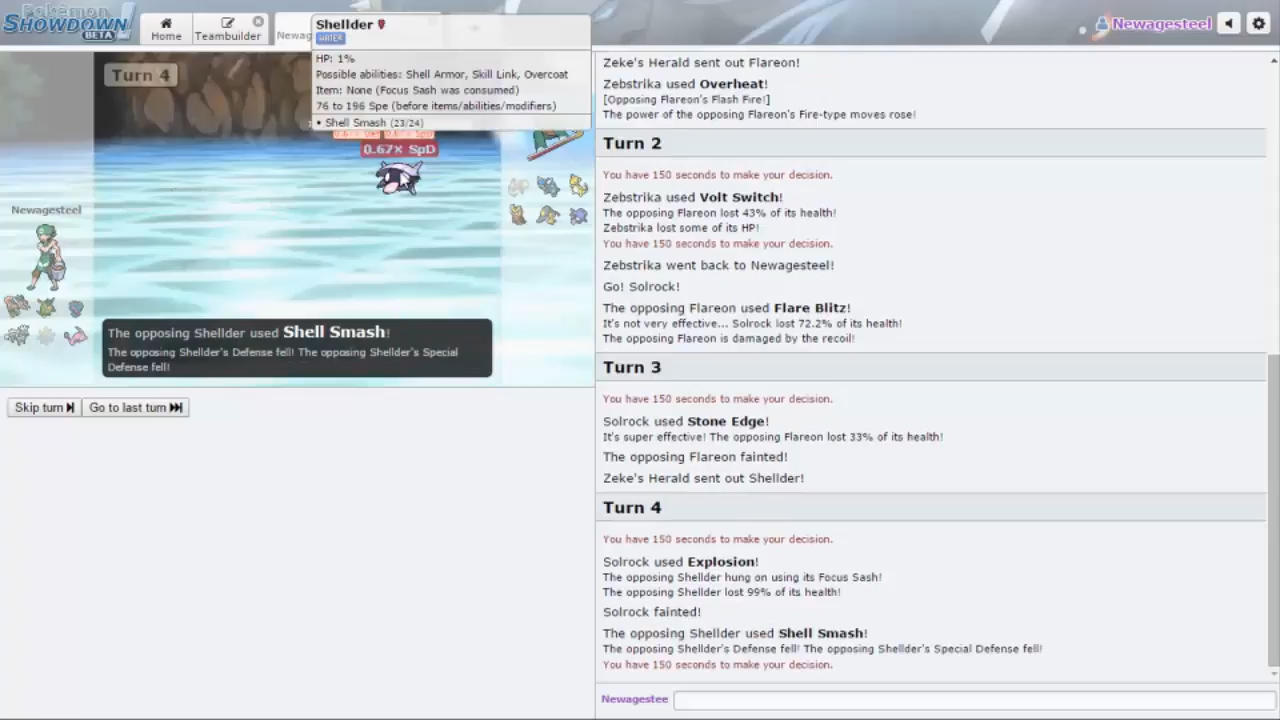 Pokémon
SHOWDOWN!
BETA
Home
Teambuilder
Newag
Newagesteel
Shellder
WATER
HP: 1%
Possible abilities: Shell Armor, Skill Link, Overcoat
Item: None (Focus Sash was consumed)
76 to 196 Spe (before items/abilities/modifiers)
• Shell Smash (23/24)
Turn 4
0.67× SpD
Newagesteel
The opposing Shellder used Shell Smash!
The opposing Shellder's Defense fell! The opposing Shellder's Special
Defense fell!
Skip turn
Go to last turn
Zeke's Herald sent out Flareon!
Zebstrika used Overheat!
[Opposing Flareon's Flash Fire!]
The power of the opposing Flareon's Fire-type moves rose!
Turn 2
You have 150 seconds to make your decision.
Zebstrika used Volt Switch!
The opposing Flareon lost 43% of its health!
Zebstrika lost some of its HP!
You have 150 seconds to make your decision.
Zebstrika went back to Newagesteel!
Go! Solrock!
The opposing Flareon used Flare Blitz!
It's not very effective... Solrock lost 72.2% of its health!
The opposing Flareon is damaged by the recoil!
Turn 3
You have 150 seconds to make your decision.
Solrock used Stone Edge!
It's super effective! The opposing Flareon lost 33% of its health!
The opposing Flareon fainted!
Zeke's Herald sent out Shellder!
Turn 4
You have 150 seconds to make your decision.
Solrock used Explosion!
The opposing Shellder hung on using its Focus Sash!
The opposing Shellder lost 99% of its health!
Solrock fainted!
The opposing Shellder used Shell Smash!
The opposing Shellder's Defense fell! The opposing Shellder's Special Defense fell!
You have 150 seconds to make your decision.
Newagestee